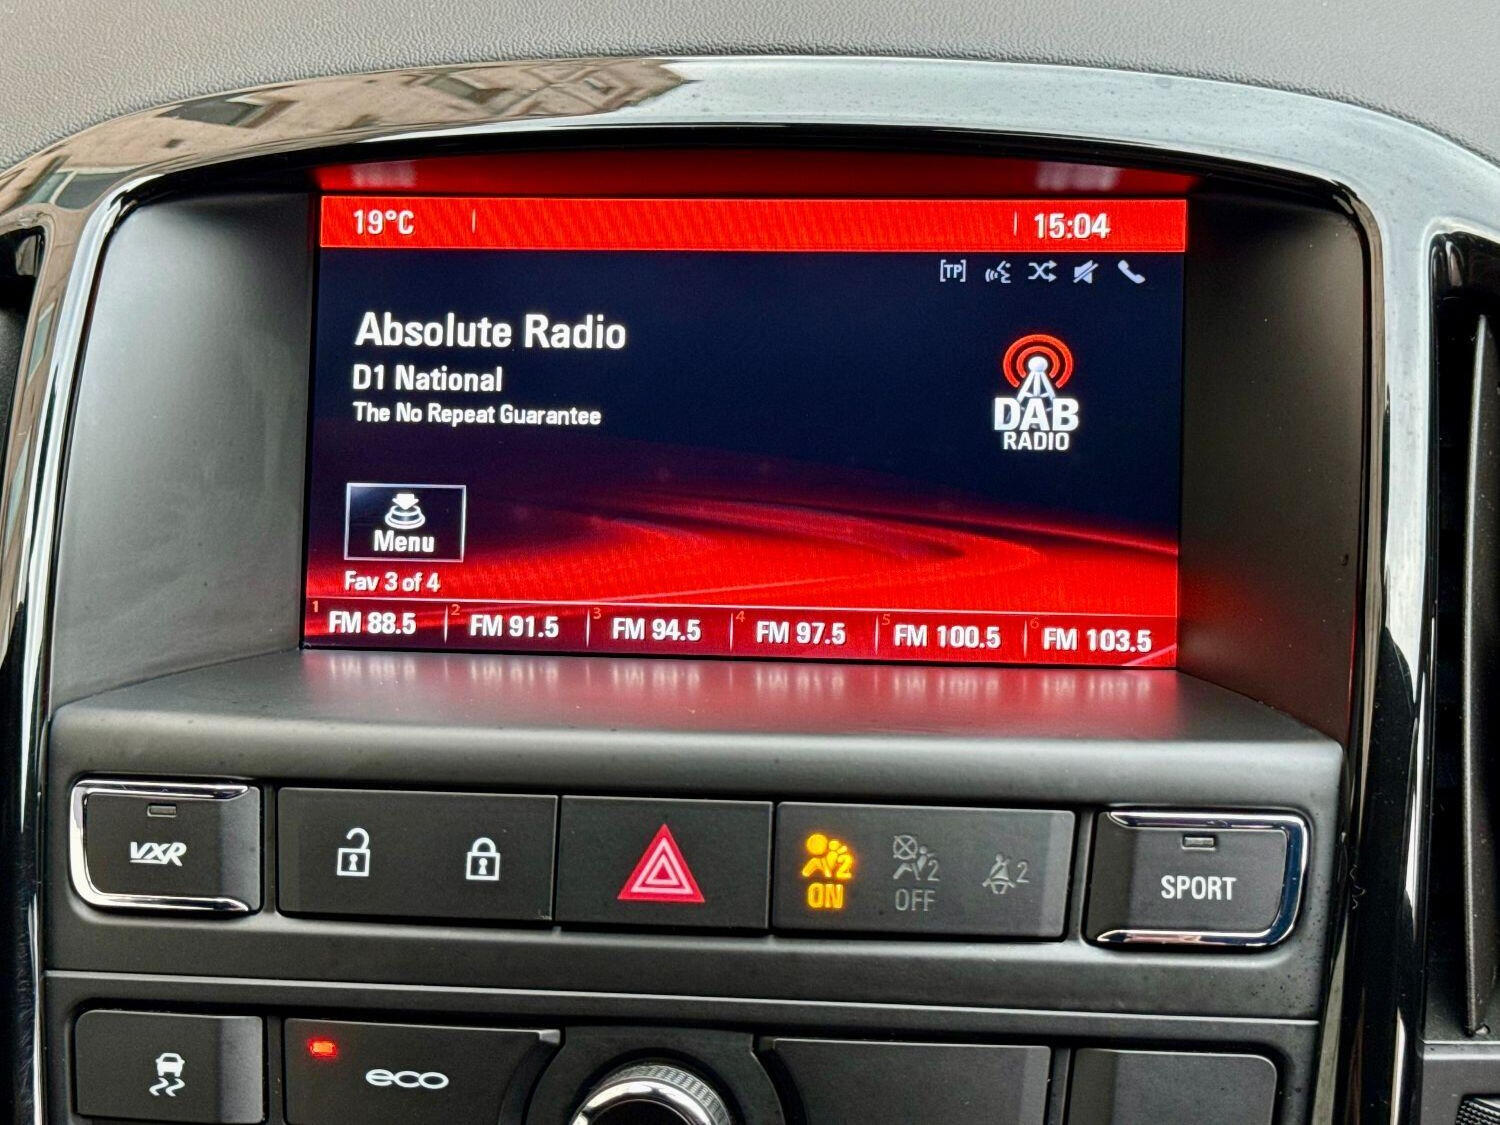 19°C
15:04
[TP]
Absolute Radio
D1 National
The No Repeat Guarantee
DAB
RADIO
Menu
Fav 3 of 4
1 FM 88.5 2 FM 91.5 3 FM 94.5 4 FM 97.5 5 FM 100.5 6 FM 103.5
VXR
2
ON
2
OFF
2
SPORT
eco